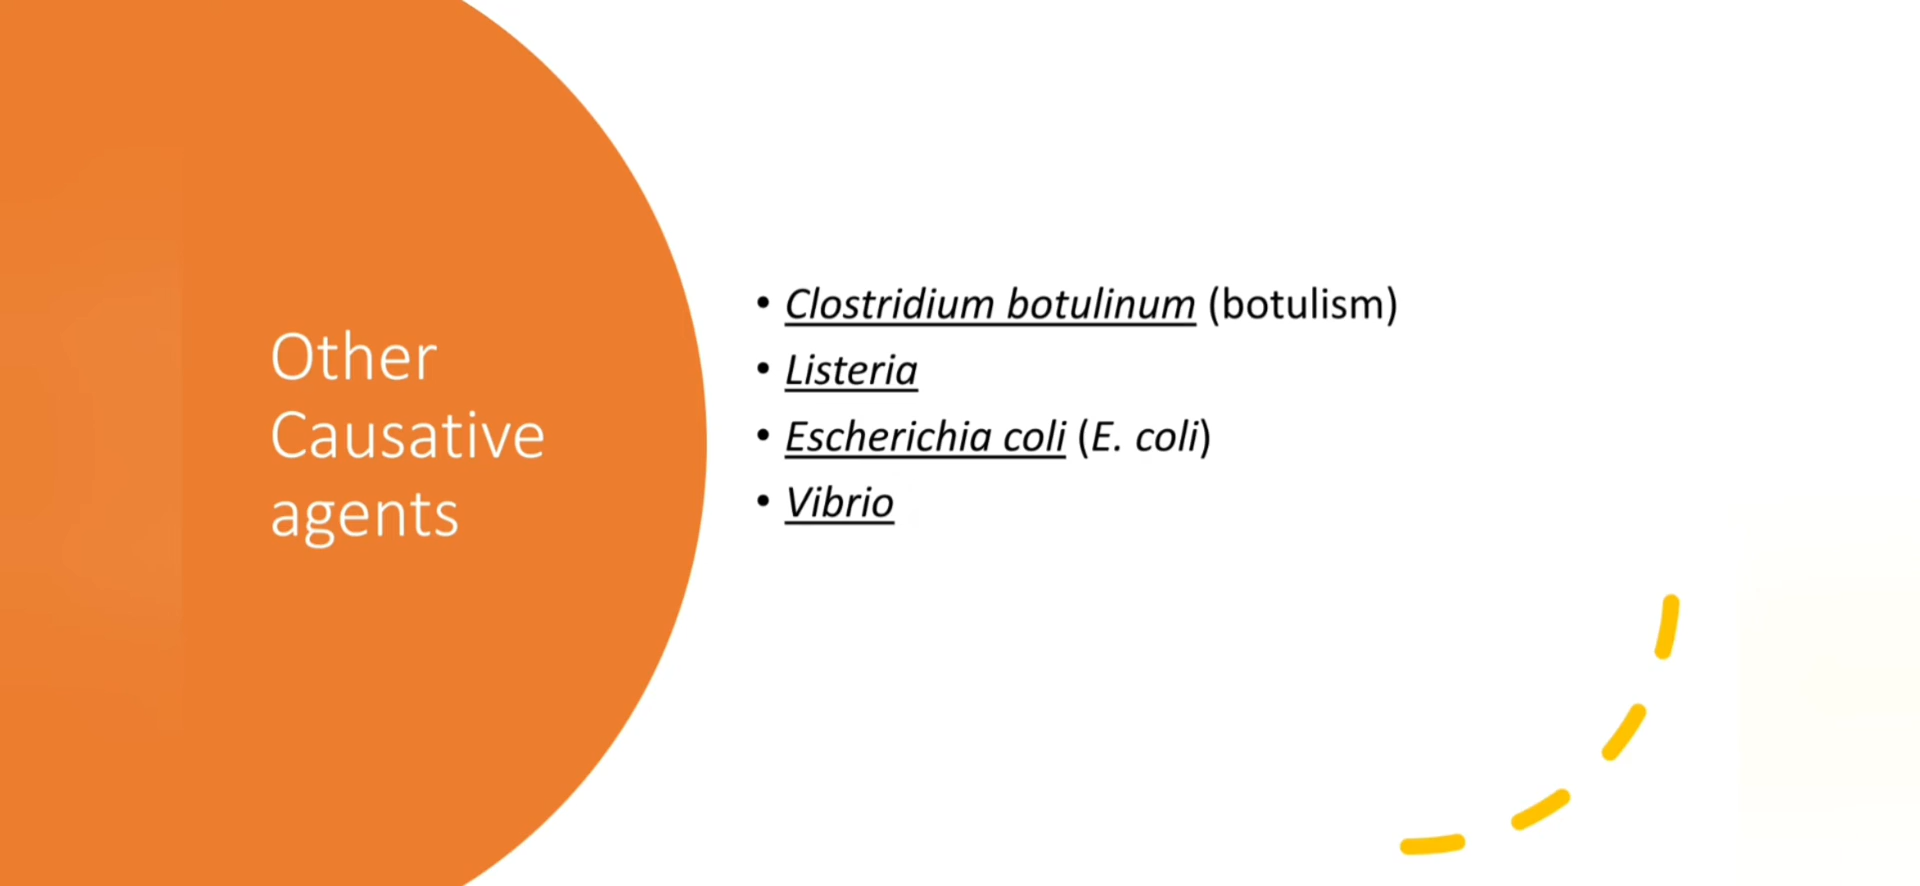 Other
Causative
agents
• Clostridium botulinum (botulism)
• Listeria
• Escherichia coli (E. coli)
• Vibrio